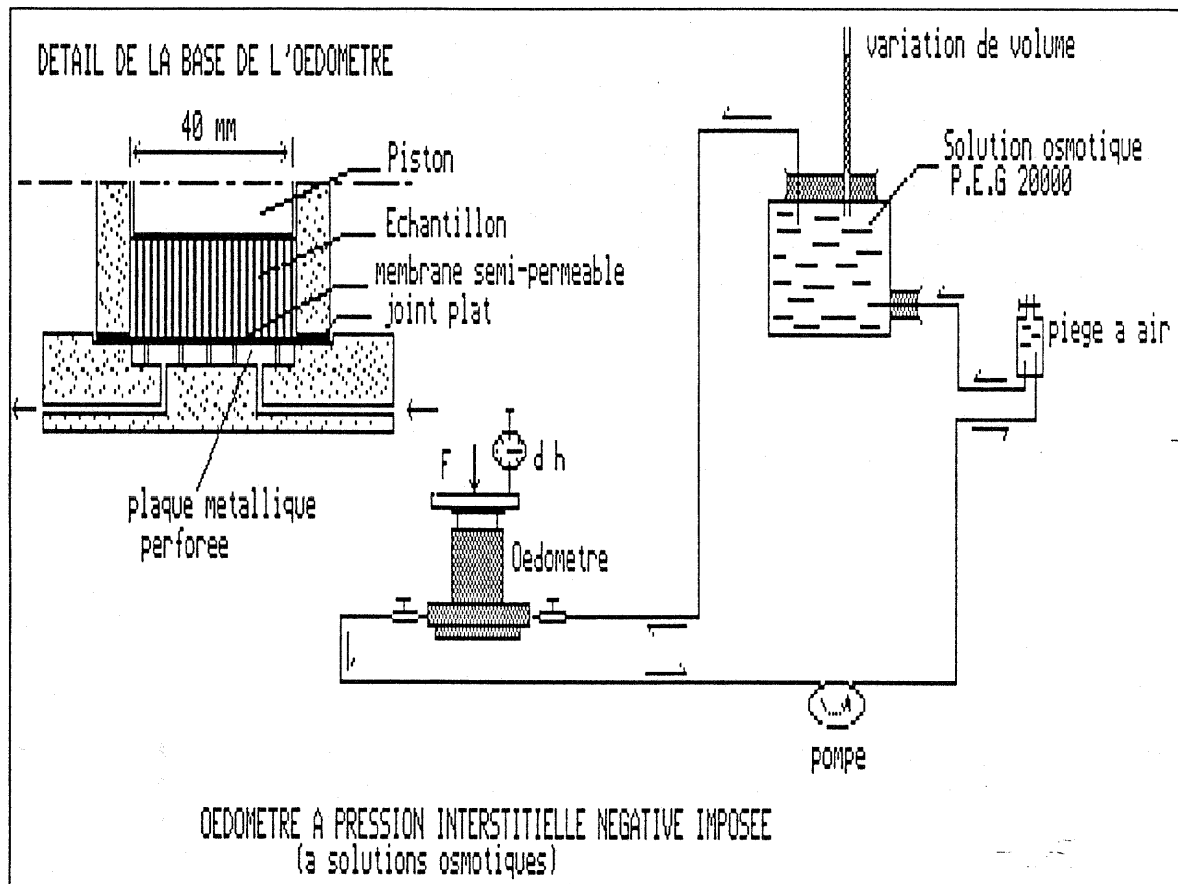 DETAIL DE LA BASE DE L'OEDOMETRE
40 mm
Piston
Echantillon
membrane semi-permeable
joint plat
plaque metallique
perforee
variation de volume
Solution osmotique
P.E.G 20000
piege a air
F
d h
Oedometre
pompe
OEDOMETRE A PRESSION INTERSTITIELLE NEGATIVE IMPOSEE
(a solutions osmotiques)